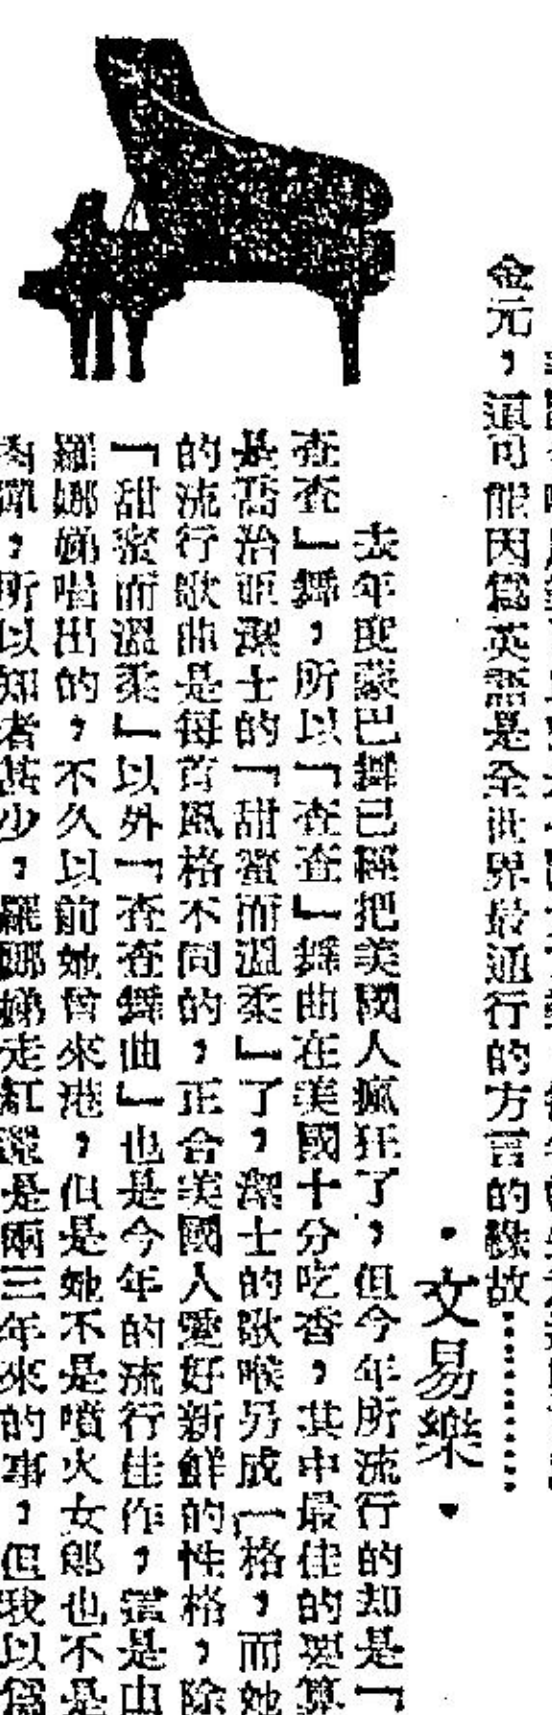 金元，這可能因為英語是全世界最通行的方言的緣故………
・文易樂・
去年度蒙巴舞已經把美國人瘋狂了，但今年所流行的却是「
查查」舞，所以「查查」舞曲在美國十分吃香，其中最佳的要算
是喬治亞潔士的「甜蜜而溫柔」了，潔士的歌喉另成一格，而她
的流行歌曲是每首風格不同的，正合美國人愛好新鮮的性格，除
「甜蜜而溫柔」以外「查查舞曲」也是今年的流行佳作，這是由
羅娜娣唱出的，不久以前她曾來港，但是她不是噴火女郎也不是
肉彈，所以知者甚少，羅娜娣走紅還是兩三年來的事，但我以為